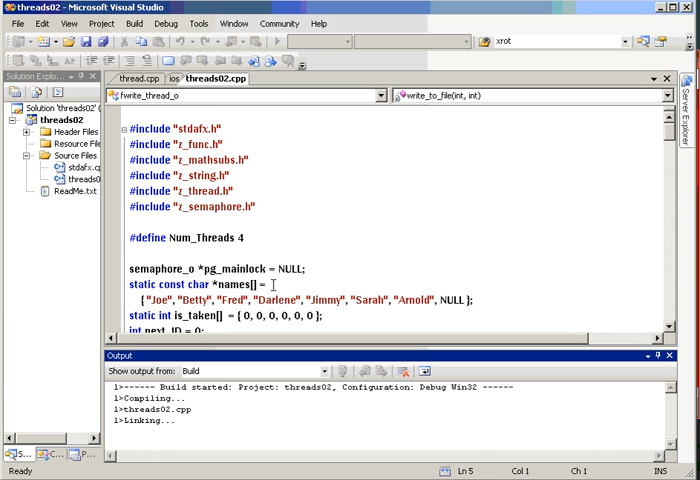 threads02 - Microsoft Visual Studio
File Edit View Project Build Debug Tools Window Community Help
xrot
Solution Explo...
thread.cpp ios threads02.cpp
fwrite_thread_o write_to_file(int, int)
Server Explorer
Solution 'threads02' (
threads02
Header Files
Resource File
Source Files
stdafx.cp
threads0
ReadMe.txt
#include "stdafx.h"
#include "z_func.h"
#include "z_mathsubs.h"
#include "z_string.h"
#include "z_thread.h"
#include "z_semaphore.h"
#define Num_Threads 4
semaphore_o *pg_mainlock = NULL;
static const char *names[] =
{ "Joe", "Betty", "Fred", "Darlene", "Jimmy", "Sarah", "Arnold", NULL };
static int is_taken[] = { 0, 0, 0, 0, 0, 0 };
int next_ID = 0;
Output
Show output from: Build
1>------ Build started: Project: threads02, Configuration: Debug Win32 ------
1>Compiling...
1>threads02.cpp
1>Linking...
S... C... P...
Ready Ln 5 Col 1 Ch 1 INS